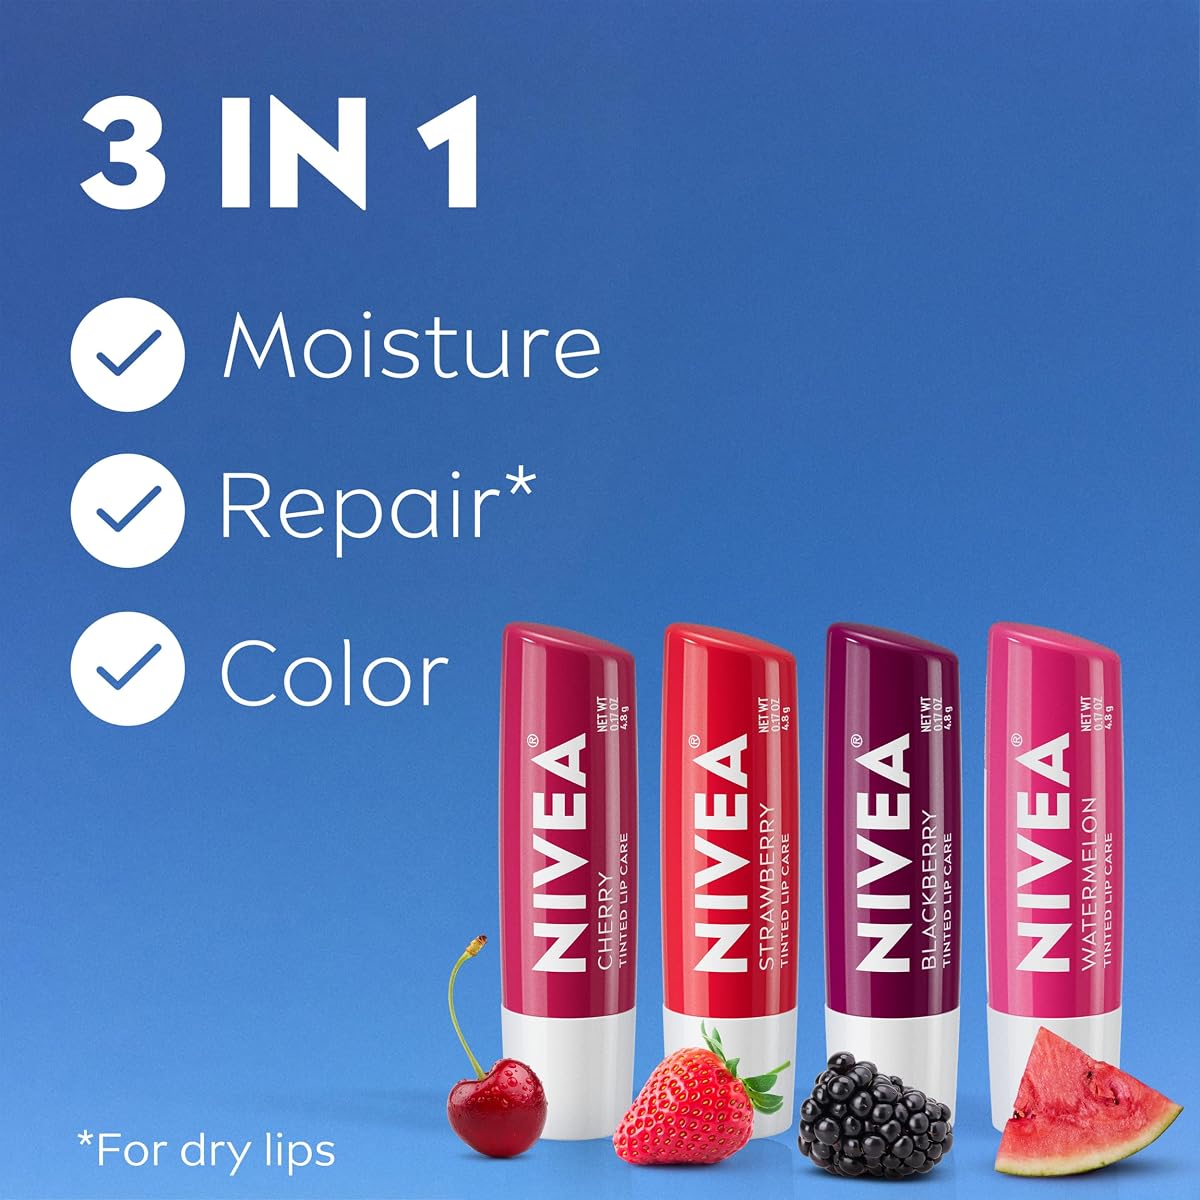 3 IN 1
Moisture
Repair*
Color
NIVEA®
CHERRY
TINTED LIP CARE
NET WT
0.17 OZ
4.8 g
NIVEA®
STRAWBERRY
TINTED LIP CARE
NET WT
0.17 OZ
4.8 g
NIVEA®
BLACKBERRY
TINTED LIP CARE
NET WT
0.17 OZ
4.8 g
NIVEA®
WATERMELON
TINTED LIP CARE
NET WT
0.17 OZ
4.8 g
*For dry lips